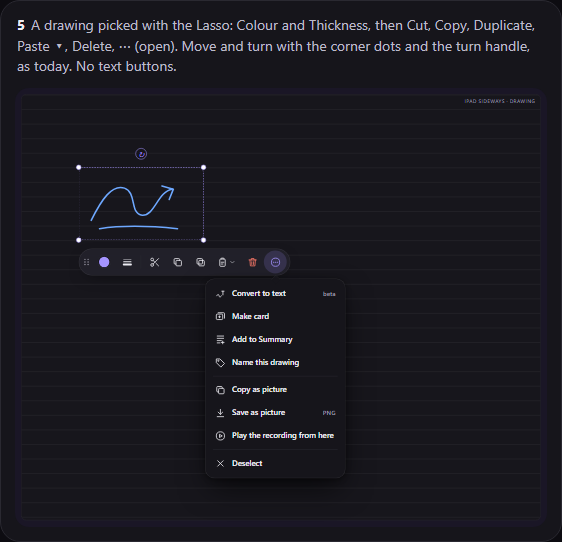 5 A drawing picked with the Lasso: Colour and Thickness, then Cut, Copy, Duplicate,
Paste ▾, Delete, ··· (open). Move and turn with the corner dots and the turn handle,
as today. No text buttons.
IPAD SIDEWAYS · DRAWING
Convert to text beta
Make card
Add to Summary
Name this drawing
Copy as picture
Save as picture PNG
Play the recording from here
Deselect